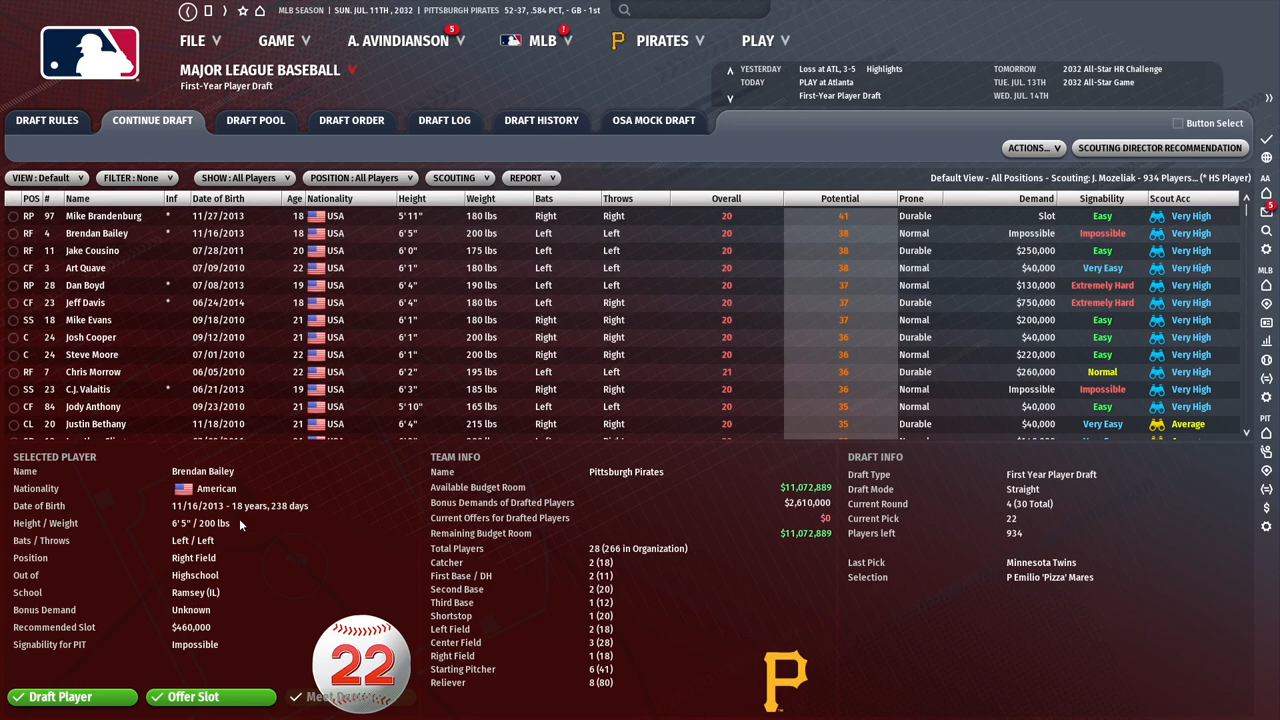 MLB SEASON | SUN. JUL. 11TH , 2032 | PITTSBURGH PIRATES 52-37, .584 PCT, - GB - 1st
FILE GAME A. AVINDIANSON 5 MLB ! PIRATES PLAY
MAJOR LEAGUE BASEBALL
First-Year Player Draft
YESTERDAY Loss at ATL, 3-5 Highlights TOMORROW 2032 All-Star HR Challenge
TODAY PLAY at Atlanta TUE. JUL. 13TH 2032 All-Star Game
First-Year Player Draft WED. JUL. 14TH
DRAFT RULES CONTINUE DRAFT DRAFT POOL DRAFT ORDER DRAFT LOG DRAFT HISTORY OSA MOCK DRAFT Button Select
ACTIONS... SCOUTING DIRECTOR RECOMMENDATION
VIEW : Default FILTER : None SHOW : All Players POSITION : All Players SCOUTING REPORT Default View - All Positions - Scouting: J. Mozeliak - 934 Players... (* HS Player)
POS # Name Inf Date of Birth Age Nationality Height Weight Bats Throws Overall Potential Prone Demand Signability Scout Acc
RP 97 Mike Brandenburg * 11/27/2013 18 USA 5'11" 180 lbs Right Right 20 41 Durable Slot Easy Very High
RF 4 Brendan Bailey * 11/16/2013 18 USA 6'5" 200 lbs Left Left 20 38 Normal Impossible Impossible Very High
RF 11 Jake Cousino 07/28/2011 20 USA 6'0" 175 lbs Left Left 20 38 Durable $250,000 Easy Very High
CF 3 Art Quave 07/09/2010 22 USA 6'1" 180 lbs Left Left 20 38 Normal $40,000 Very Easy Very High
RP 28 Dan Boyd * 07/08/2013 19 USA 6'4" 190 lbs Left Left 20 37 Normal $130,000 Extremely Hard Very High
CF 23 Jeff Davis * 06/24/2014 18 USA 6'4" 180 lbs Left Right 20 37 Durable $750,000 Extremely Hard Very High
SS 18 Mike Evans 09/18/2010 21 USA 6'1" 180 lbs Right Right 20 37 Normal $200,000 Easy Very High
C 24 Josh Cooper 09/12/2010 21 USA 6'1" 200 lbs Right Right 20 36 Durable $40,000 Easy Very High
C 24 Steve Moore 07/01/2010 22 USA 6'1" 200 lbs Right Right 20 36 Normal $220,000 Easy Very High
RF 7 Chris Morrow 06/05/2010 22 USA 6'2" 195 lbs Left Left 21 36 Durable $260,000 Normal Very High
SS 23 C.J. Valaitis * 06/21/2013 19 USA 6'3" 185 lbs Right Right 20 36 Normal Impossible Impossible Very High
CF 84 Jody Anthony 09/23/2010 21 USA 5'10" 165 lbs Left Left 20 35 Normal $40,000 Easy Very High
CL 20 Justin Bethany 11/18/2010 21 USA 6'4" 215 lbs Left Right 20 35 Durable $40,000 Very Easy Average
SELECTED PLAYER
Name Brendan Bailey
Nationality American
Date of Birth 11/16/2013 - 18 years, 238 days
Height / Weight 6'5" / 200 lbs
Bats / Throws Left / Left
Position Right Field
Out of Highschool
School Ramsey (IL)
Bonus Demand Unknown
Recommended Slot $460,000
Signability for PIT Impossible
Draft Player Offer Slot
22
TEAM INFO
Name Pittsburgh Pirates
Available Budget Room $11,072,889
Bonus Demands of Drafted Players $2,610,000
Current Offers for Drafted Players $0
Remaining Budget Room $11,072,889
Total Players 28 (266 in Organization)
Catcher 2 (18)
First Base / DH 2 (11)
Second Base 2 (20)
Third Base 1 (12)
Shortstop 1 (20)
Left Field 2 (18)
Center Field 3 (28)
Right Field 1 (18)
Starting Pitcher 6 (41)
Reliever 8 (80)
P
DRAFT INFO
Draft Type First Year Player Draft
Draft Mode Straight
Current Round 4 (30 Total)
Current Pick 22
Players left 934
Last Pick Minnesota Twins
Selection P Emilio 'Pizza' Mares
AA
5
MLB
PIT